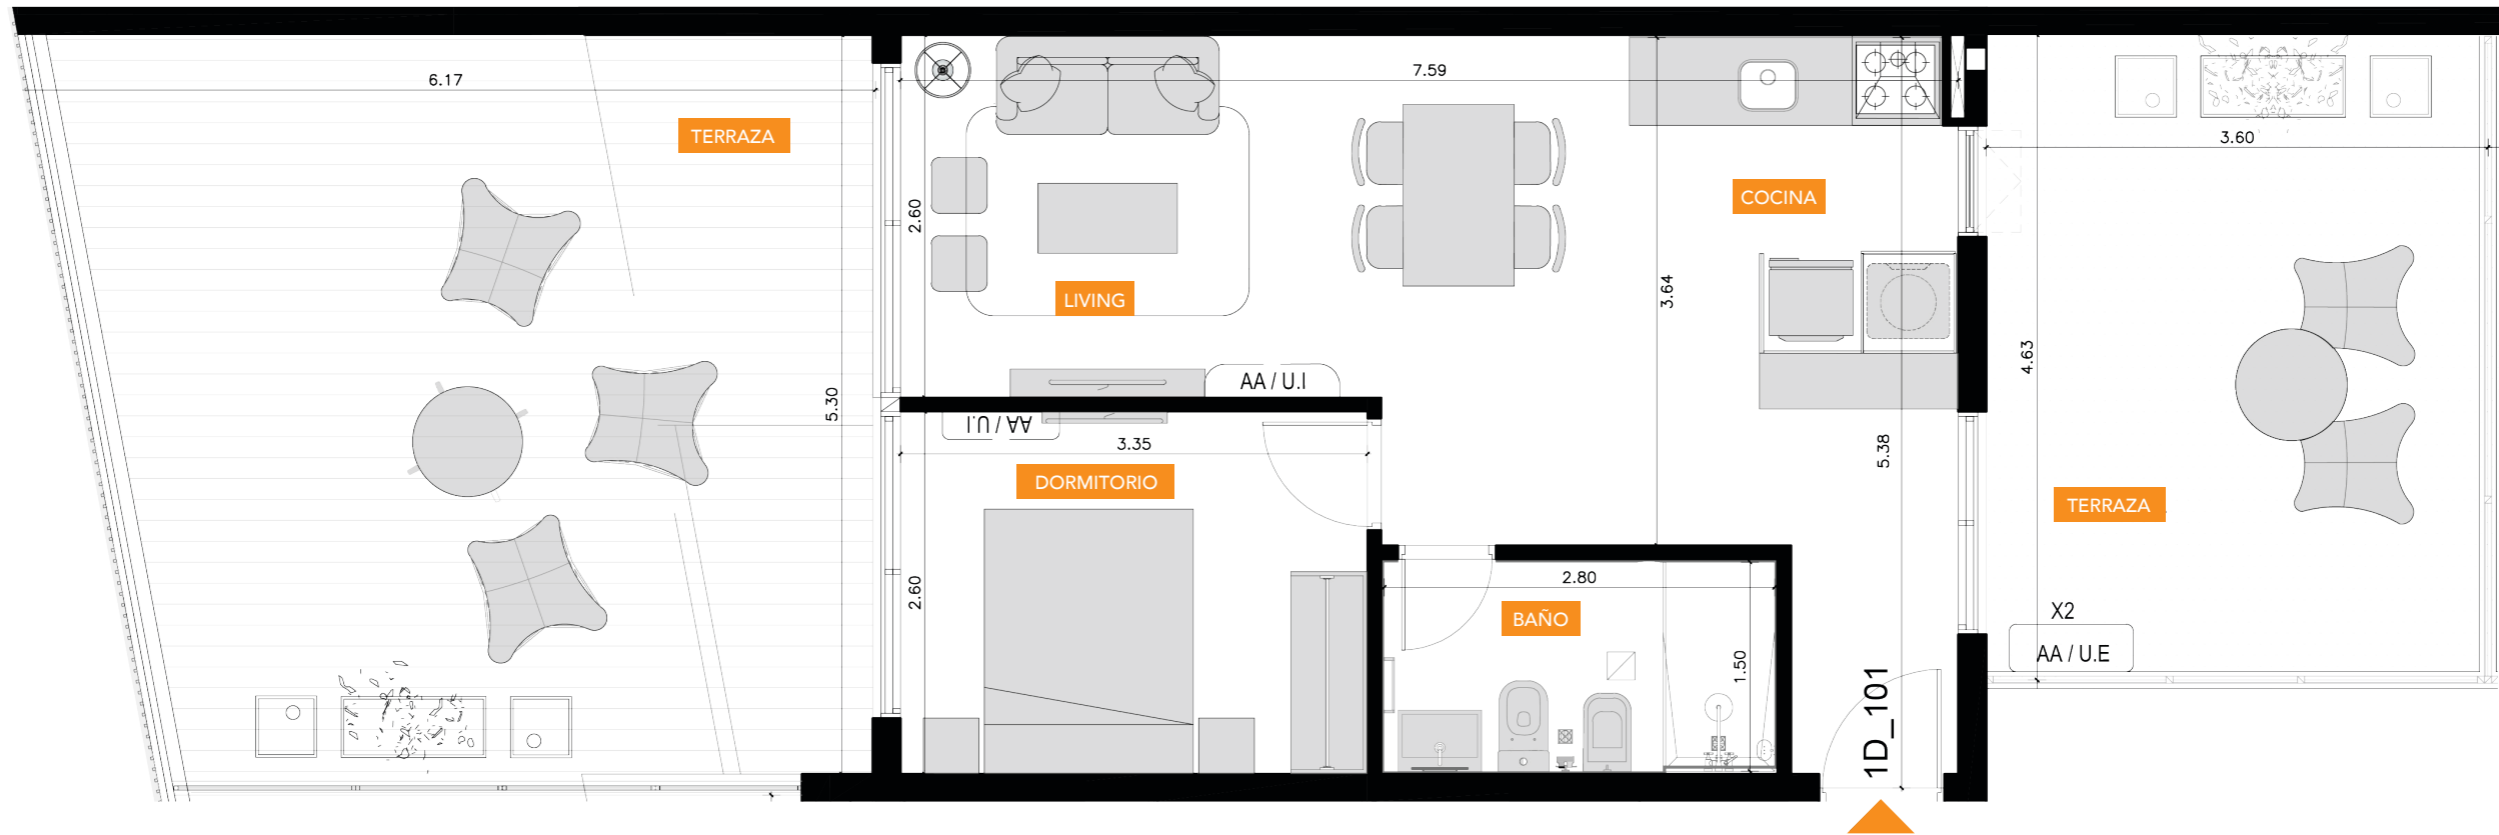 6.17
TERRAZA
7.59
3.60
COCINA
2.60
LIVING
3.64
4.63
AA / U.I
5.30
AA / U.I
3.35
5.38
DORMITORIO
TERRAZA
2.60
2.80
BAÑO
X2
1.50
AA / U.E
1D_101